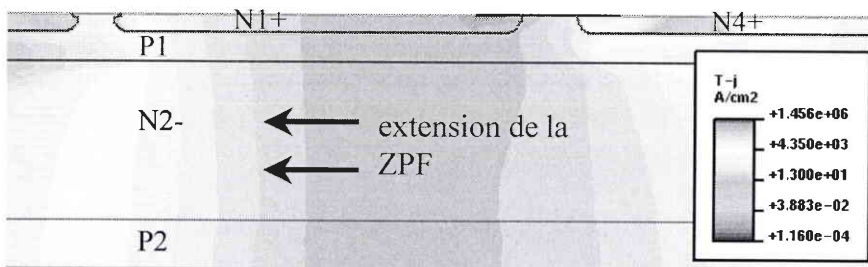 N1+
N4+
P1
N2-
extension de la
ZPF
P2
T-j
A/cm2
+1.456e+06
+4.350e+03
+1.300e+01
+3.883e-02
+1.160e-04